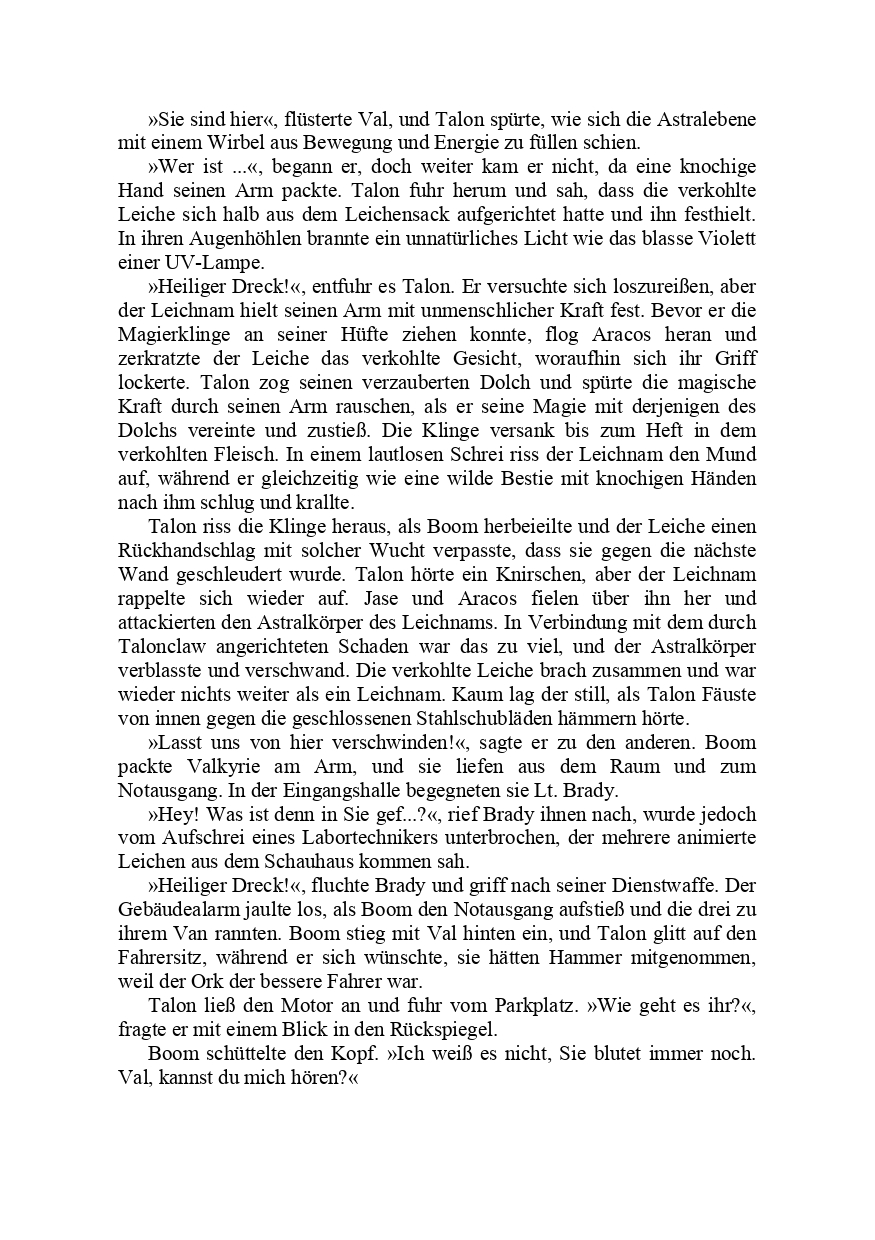 »Sie sind hier«, flüsterte Val, und Talon spürte, wie sich die Astralebene
mit einem Wirbel aus Bewegung und Energie zu füllen schien.
»Wer ist ...«, begann er, doch weiter kam er nicht, da eine knochige
Hand seinen Arm packte. Talon fuhr herum und sah, dass die verkohlte
Leiche sich halb aus dem Leichensack aufgerichtet hatte und ihn festhielt.
In ihren Augenhöhlen brannte ein unnatürliches Licht wie das blasse Violett
einer UV-Lampe.
»Heiliger Dreck!«, entfuhr es Talon. Er versuchte sich loszureißen, aber
der Leichnam hielt seinen Arm mit unmenschlicher Kraft fest. Bevor er die
Magierklinge an seiner Hüfte ziehen konnte, flog Aracos heran und
zerkratzte der Leiche das verkohlte Gesicht, woraufhin sich ihr Griff
lockerte. Talon zog seinen verzauberten Dolch und spürte die magische
Kraft durch seinen Arm rauschen, als er seine Magie mit derjenigen des
Dolchs vereinte und zustieß. Die Klinge versank bis zum Heft in dem
verkohlten Fleisch. In einem lautlosen Schrei riss der Leichnam den Mund
auf, während er gleichzeitig wie eine wilde Bestie mit knochigen Händen
nach ihm schlug und krallte.
Talon riss die Klinge heraus, als Boom herbeieilte und der Leiche einen
Rückhandschlag mit solcher Wucht verpasste, dass sie gegen die nächste
Wand geschleudert wurde. Talon hörte ein Knirschen, aber der Leichnam
rappelte sich wieder auf. Jase und Aracos fielen über ihn her und
attackierten den Astralkörper des Leichnams. In Verbindung mit dem durch
Talonclaw angerichteten Schaden war das zu viel, und der Astralkörper
verblasste und verschwand. Die verkohlte Leiche brach zusammen und war
wieder nichts weiter als ein Leichnam. Kaum lag der still, als Talon Fäuste
von innen gegen die geschlossenen Stahlschubläden hämmern hörte.
»Lasst uns von hier verschwinden!«, sagte er zu den anderen. Boom
packte Valkyrie am Arm, und sie liefen aus dem Raum und zum
Notausgang. In der Eingangshalle begegneten sie Lt. Brady.
»Hey! Was ist denn in Sie gef...?«, rief Brady ihnen nach, wurde jedoch
vom Aufschrei eines Labortechnikers unterbrochen, der mehrere animierte
Leichen aus dem Schauhaus kommen sah.
»Heiliger Dreck!«, fluchte Brady und griff nach seiner Dienstwaffe. Der
Gebäudealarm jaulte los, als Boom den Notausgang aufstieß und die drei zu
ihrem Van rannten. Boom stieg mit Val hinten ein, und Talon glitt auf den
Fahrersitz, während er sich wünschte, sie hätten Hammer mitgenommen,
weil der Ork der bessere Fahrer war.
Talon ließ den Motor an und fuhr vom Parkplatz. »Wie geht es ihr?«,
fragte er mit einem Blick in den Rückspiegel.
Boom schüttelte den Kopf. »Ich weiß es nicht, Sie blutet immer noch.
Val, kannst du mich hören?«